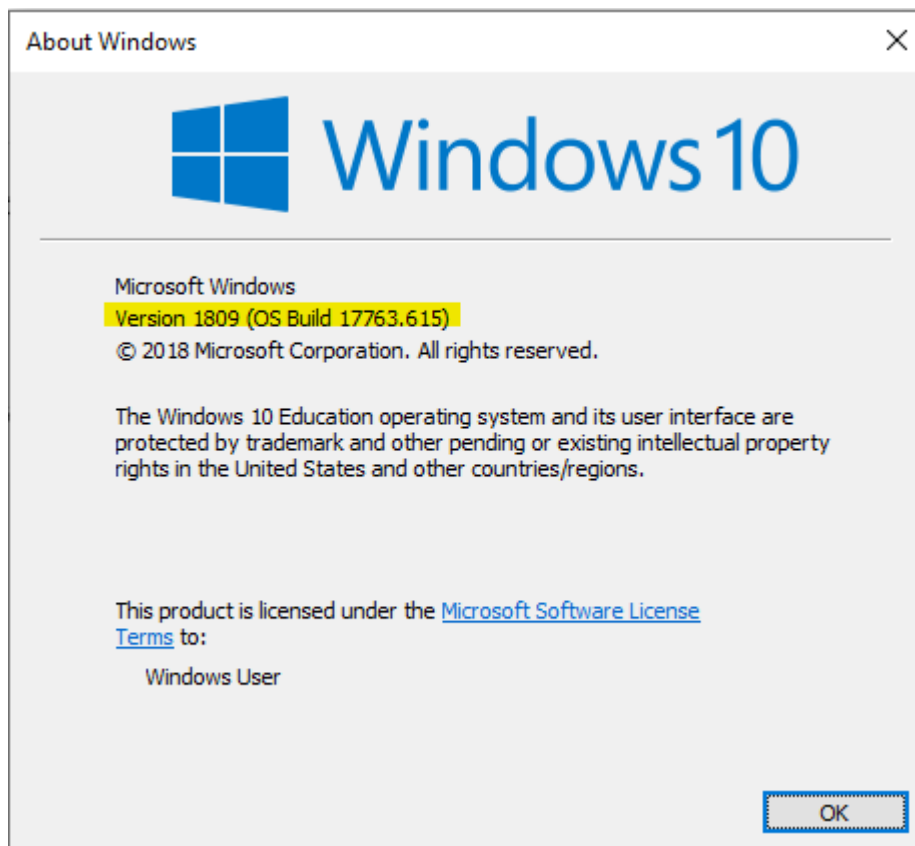 About Windows
Windows 10
Microsoft Windows
Version 1809 (OS Build 17763.615)
© 2018 Microsoft Corporation. All rights reserved.
The Windows 10 Education operating system and its user interface are
protected by trademark and other pending or existing intellectual property
rights in the United States and other countries/regions.
This product is licensed under the Microsoft Software License
Terms to:
Windows User
OK